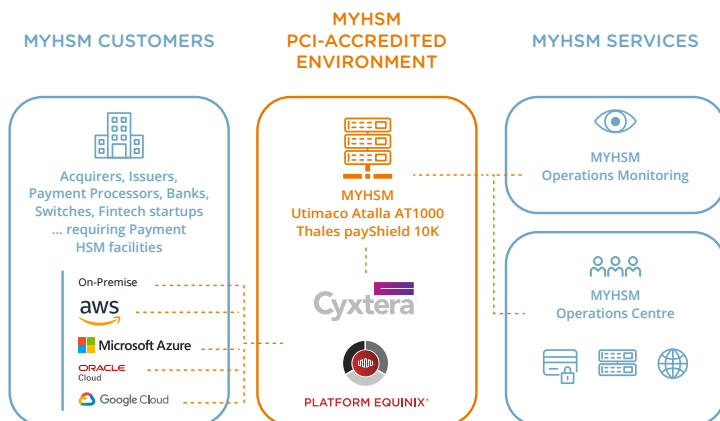 MYHSM CUSTOMERS
Acquirers, Issuers,
Payment Processors, Banks,
Switches, Fintech startups
... requiring Payment
HSM facilities
On-Premise
aws
Microsoft Azure
ORACLE
Cloud
Google Cloud
MYHSM
PCI-ACCREDITED
ENVIRONMENT
MYHSM
Utimaco Atalla AT1000
Thales payShield 10K
Cyxtera
PLATFORM EQUINIX
MYHSM SERVICES
MYHSM
Operations Monitoring
MYHSM
Operations Centre